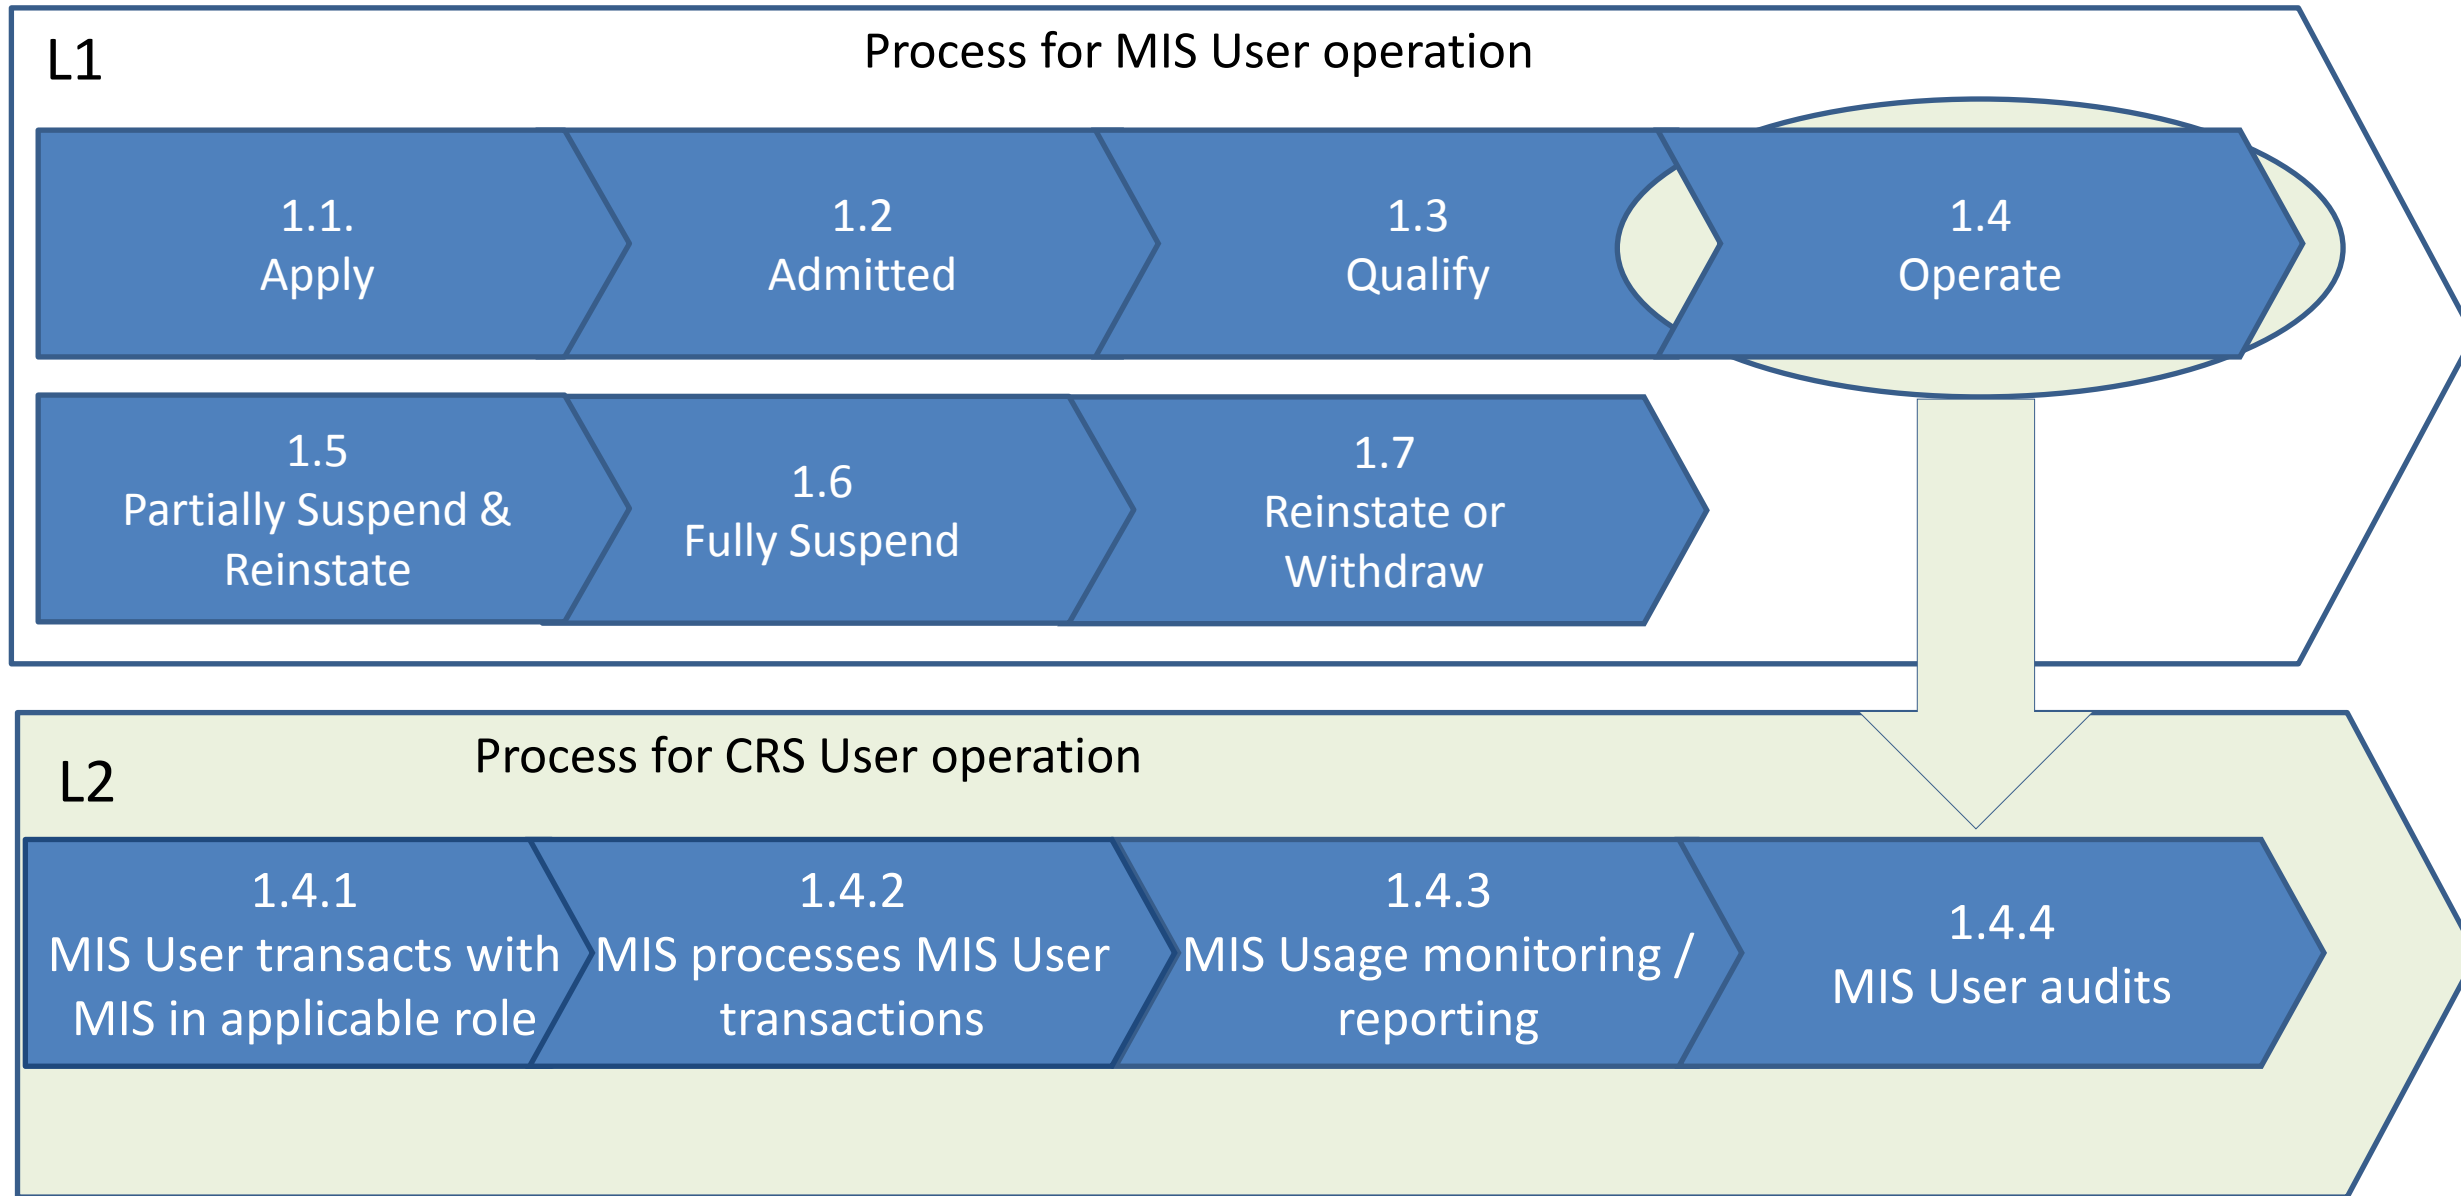 L1
Process for MIS User operation
1.1.
Apply
1.2
Admitted
1.3
Qualify
1.4
Operate
1.5
Partially Suspend &
Reinstate
1.6
Fully Suspend
1.7
Reinstate or
Withdraw
L2
Process for CRS User operation
1.4.1
MIS User transacts with
MIS in applicable role
1.4.2
MIS processes MIS User
transactions
1.4.3
MIS Usage monitoring /
reporting
1.4.4
MIS User audits